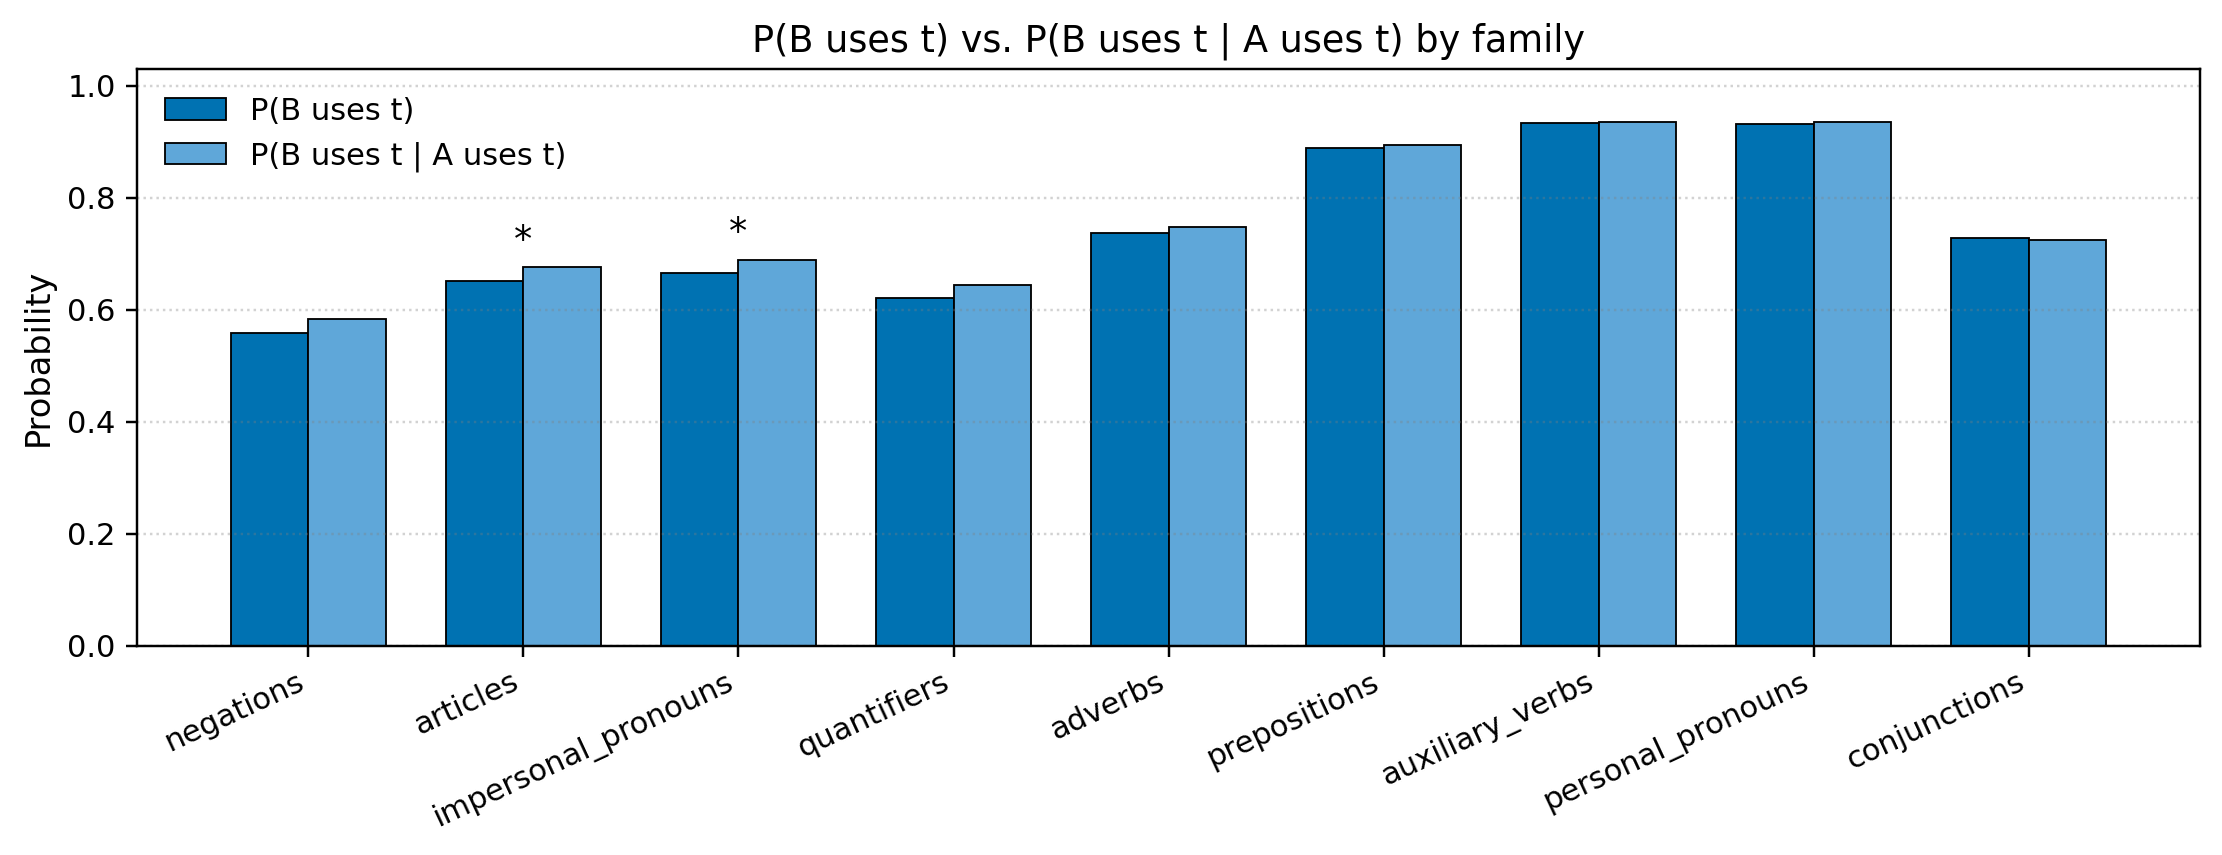 P(B uses t) vs. P(B uses t | A uses t) by family
P(B uses t)
P(B uses t | A uses t)
Probability
1.0
0.8
0.6
0.4
0.2
0.0
*
*
negations
articles
impersonal_pronouns
quantifiers
adverbs
prepositions
auxiliary_verbs
personal_pronouns
conjunctions